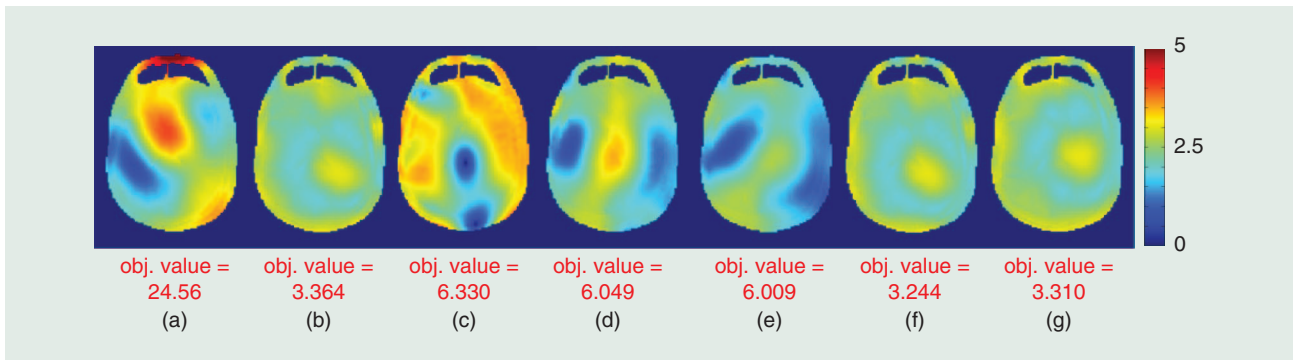 5
2.5
0
obj. value =
24.56
(a)
obj. value =
3.364
(b)
obj. value =
6.330
(c)
obj. value =
6.049
(d)
obj. value =
6.009
(e)
obj. value =
3.244
(f)
obj. value =
3.310
(g)